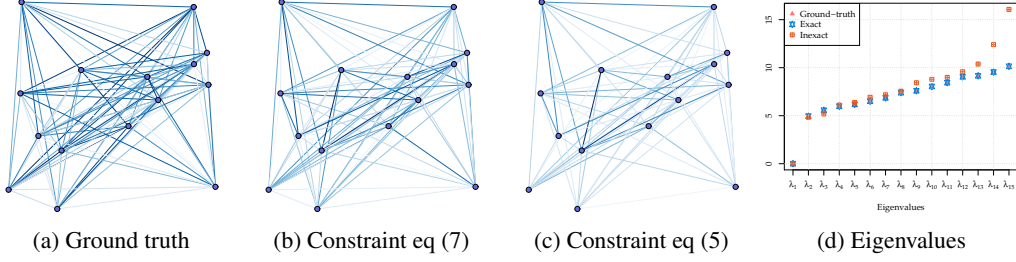 Ground-truth
Exact
Inexact
15
10
5
0
λ1 λ2 λ3 λ4 λ5 λ6 λ7 λ8 λ9 λ10 λ11 λ12 λ13 λ14 λ15
Eigenvalues
(a) Ground truth
(b) Constraint eq (7)
(c) Constraint eq (5)
(d) Eigenvalues